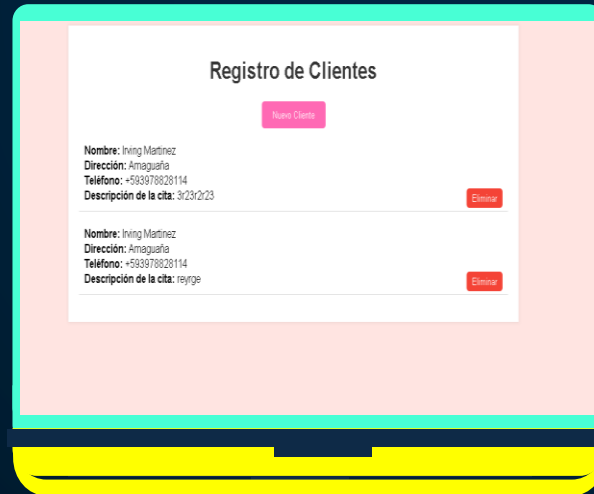 Registro de Clientes
Nuevo Cliente
Nombre: Irving Martinez
Dirección: Amaguaña
Teléfono: +593978828114
Descripción de la cita: 3r23r2r23
Eliminar
Nombre: Irving Martinez
Dirección: Amaguaña
Teléfono: +593978828114
Descripción de la cita: reyrge
Eliminar